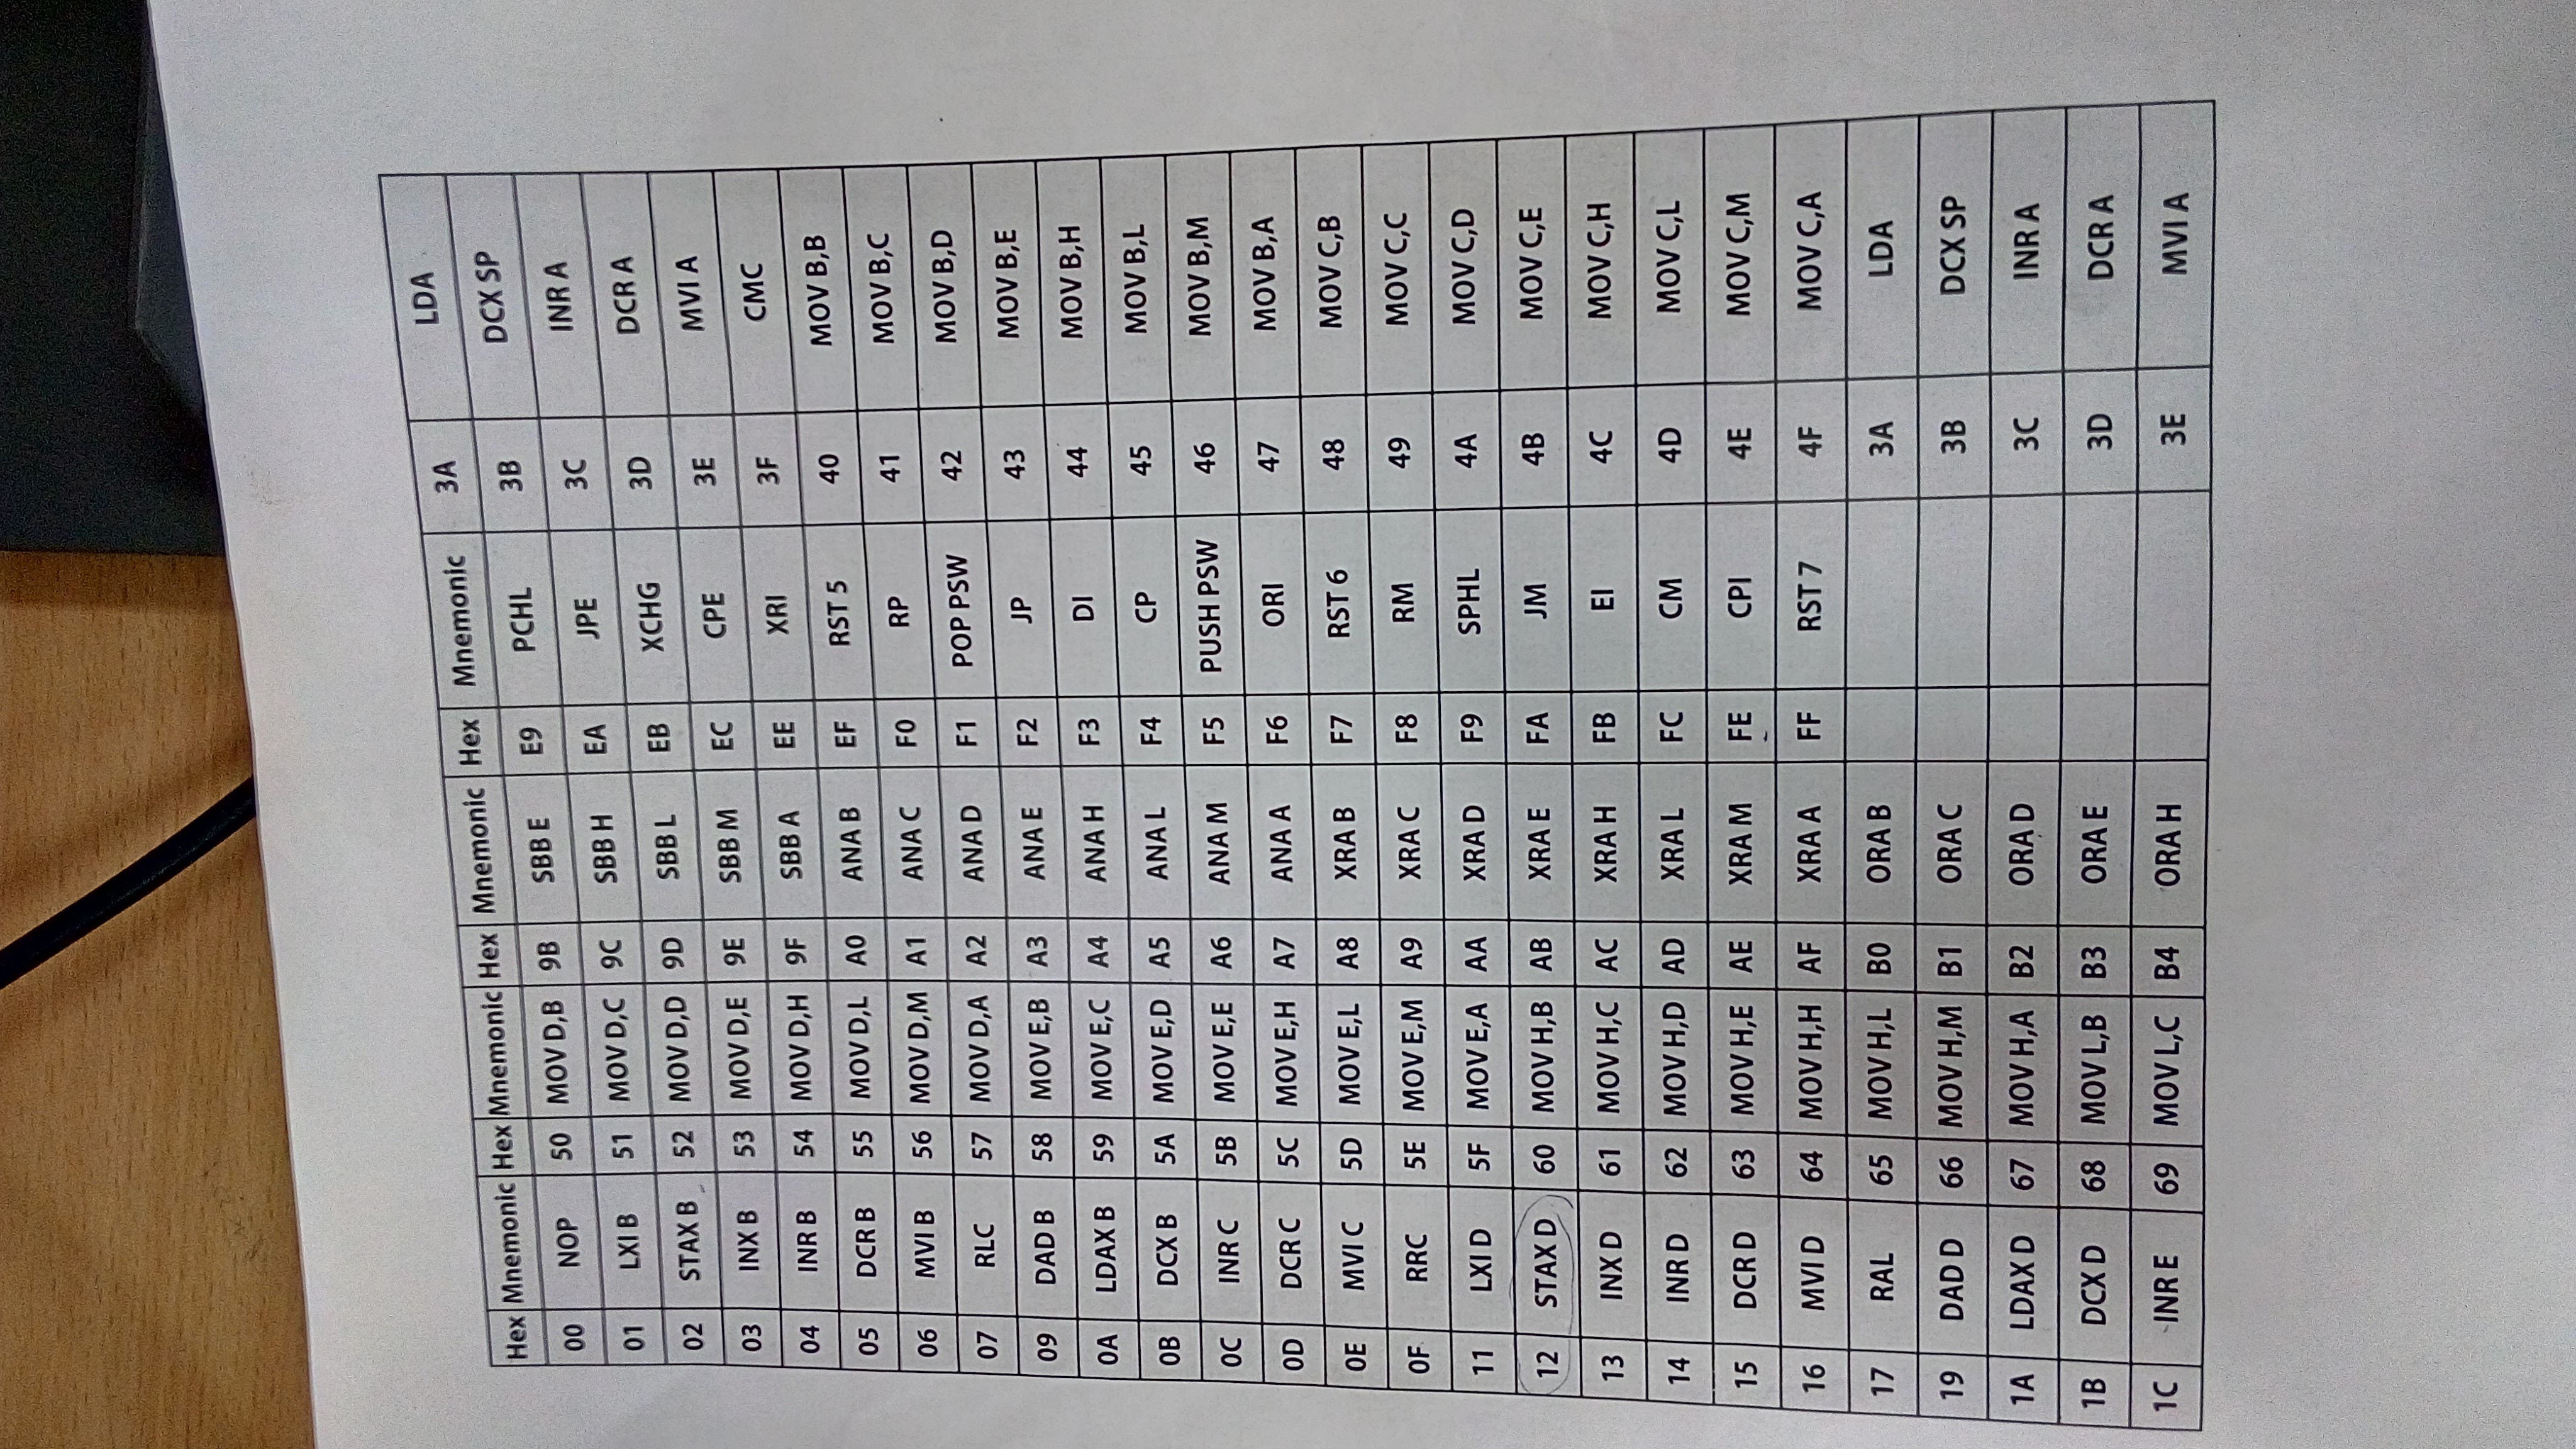 Hex Mnemonic Hex Mnemonic Hex Mnemonic Hex Mnemonic 3A LDA
00 NOP 50 MOV D,B 9B SBB E E9 PCHL 3B DCX SP
01 LXI B 51 MOV D,C 9C SBB H EA JPE 3C INR A
02 STAX B 52 MOV D,D 9D SBB L EB XCHG 3D DCR A
03 INX B 53 MOV D,E 9E SBB M EC CPE 3E MVI A
04 INR B 54 MOV D,H 9F SBB A EE XRI 3F CMC
05 DCR B 55 MOV D,L A0 ANA B EF RST 5 40 MOV B,B
06 MVI B 56 MOV D,M A1 ANA C F0 RP 41 MOV B,C
07 RLC 57 MOV D,A A2 ANA D F1 POP PSW 42 MOV B,D
09 DAD B 58 MOV E,B A3 ANA E F2 JP 43 MOV B,E
0A LDAX B 59 MOV E,C A4 ANA H F3 DI 44 MOV B,H
0B DCX B 5A MOV E,D A5 ANA L F4 CP 45 MOV B,L
0C INR C 5B MOV E,E A6 ANA M F5 PUSH PSW 46 MOV B,M
0D DCR C 5C MOV E,H A7 ANA A F6 ORI 47 MOV B,A
0E MVI C 5D MOV E,L A8 XRA B F7 RST 6 48 MOV C,B
0F RRC 5E MOV E,M A9 XRA C F8 RM 49 MOV C,C
11 LXI D 5F MOV E,A AA XRA D F9 SPHL 4A MOV C,D
12 STAX D 60 MOV H,B AB XRA E FA JM 4B MOV C,E
13 INX D 61 MOV H,C AC XRA H FB EI 4C MOV C,H
14 INR D 62 MOV H,D AD XRA L FC CM 4D MOV C,L
15 DCR D 63 MOV H,E AE XRA M FE CPI 4E MOV C,M
16 MVI D 64 MOV H,H AF XRA A FF RST 7 4F MOV C,A
17 RAL 65 MOV H,L B0 ORA B 3A LDA
19 DAD D 66 MOV H,M B1 ORA C 3B DCX SP
1A LDAX D 67 MOV H,A B2 ORA D 3C INR A
1B DCX D 68 MOV L,B B3 ORA E 3D DCR A
1C INR E 69 MOV L,C B4 ORA H 3E MVI A